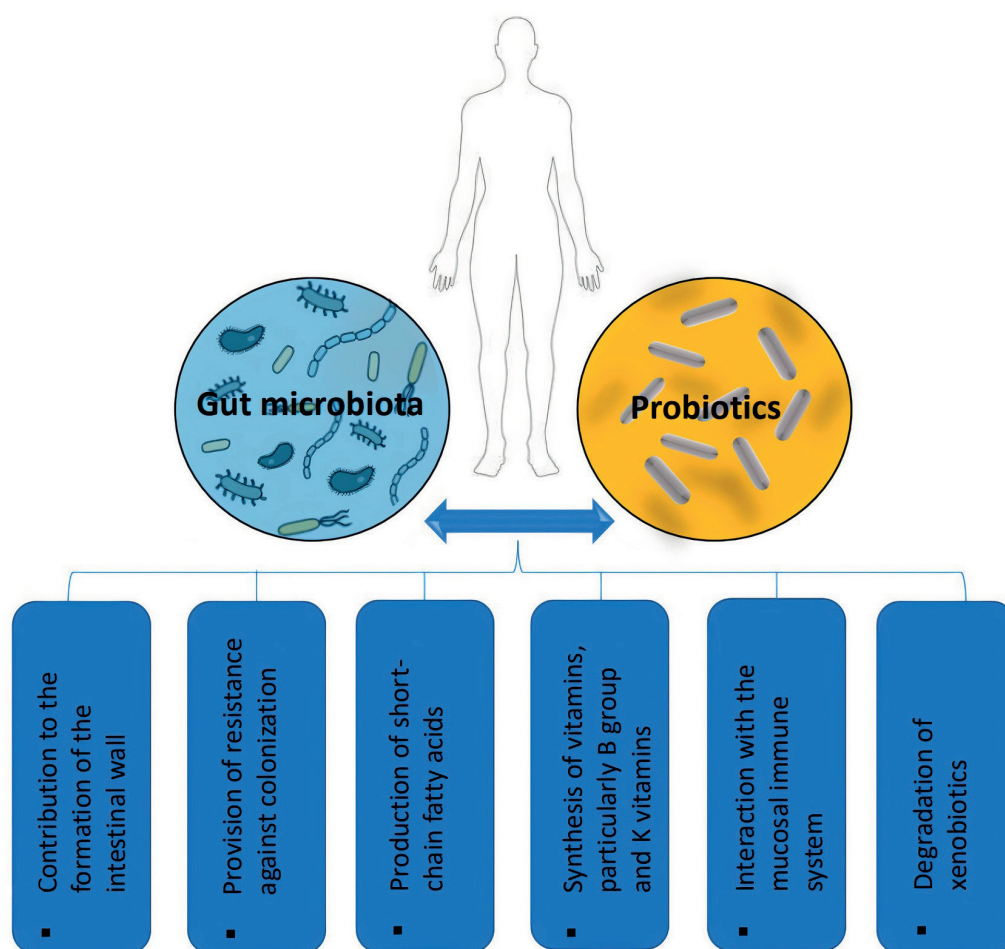 Gut microbiota
Probiotics
▪ Contribution to the
formation of the
intestinal wall
▪ Provision of resistance
against colonization
▪ Production of short-
chain fatty acids
▪ Synthesis of vitamins,
particularly B group
and K vitamins
▪ Interaction with the
mucosal immune
system
▪ Degradation of
xenobiotics